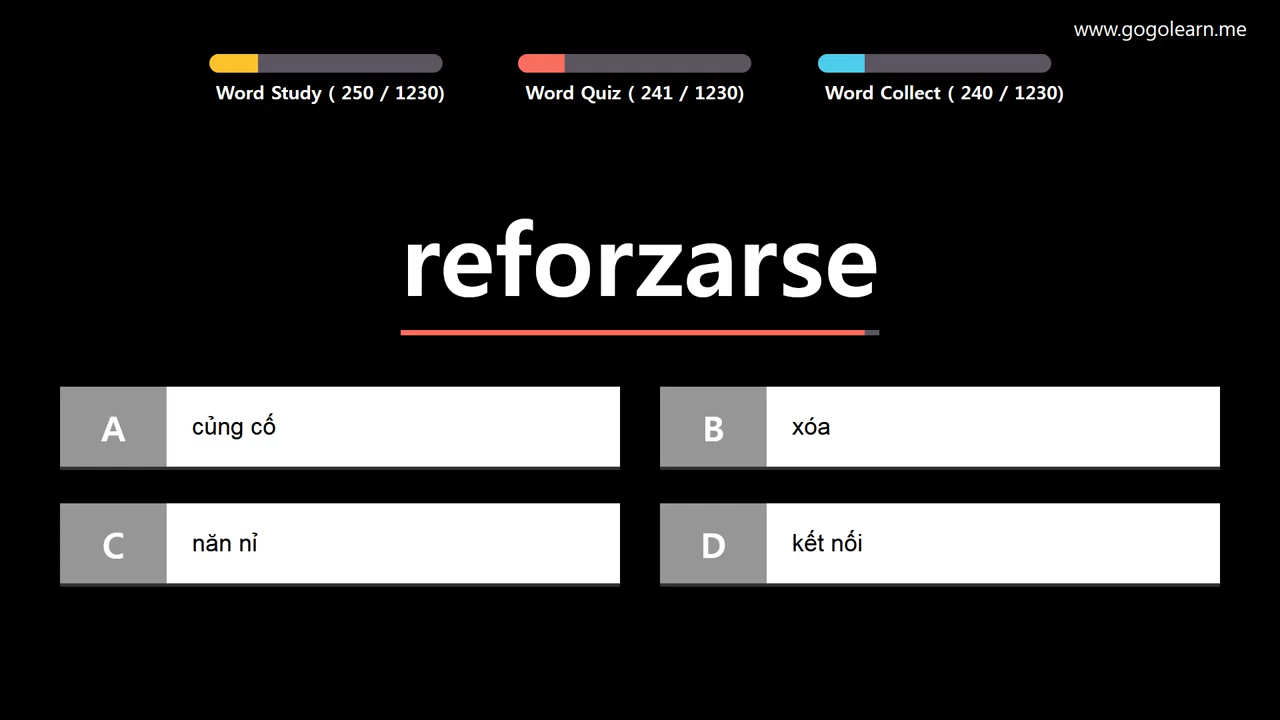 www.gogolearn.me
Word Study ( 250 / 1230)
Word Quiz ( 241 / 1230)
Word Collect ( 240 / 1230)
reforzarse
A củng cố
B xóa
C năn nỉ
D kết nối